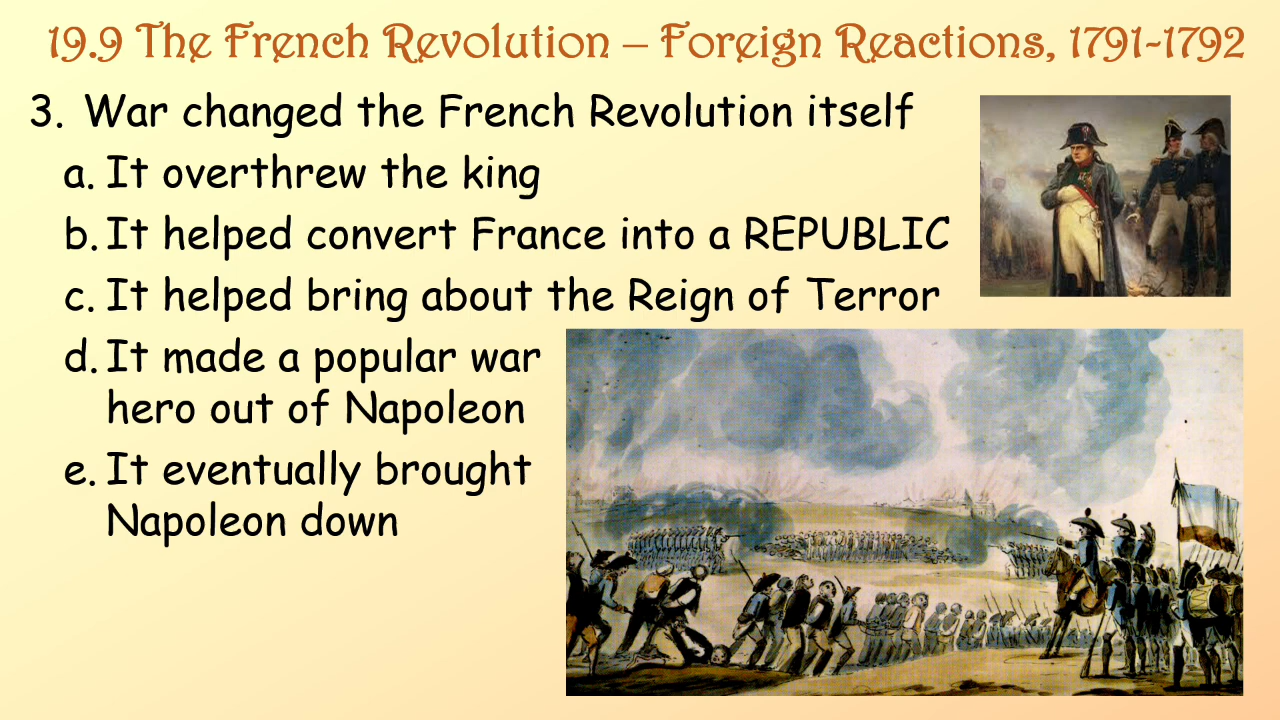 19.9 The French Revolution – Foreign Reactions, 1791-1792
3. War changed the French Revolution itself
a. It overthrew the king
b. It helped convert France into a REPUBLIC
c. It helped bring about the Reign of Terror
d. It made a popular war
hero out of Napoleon
e. It eventually brought
Napoleon down